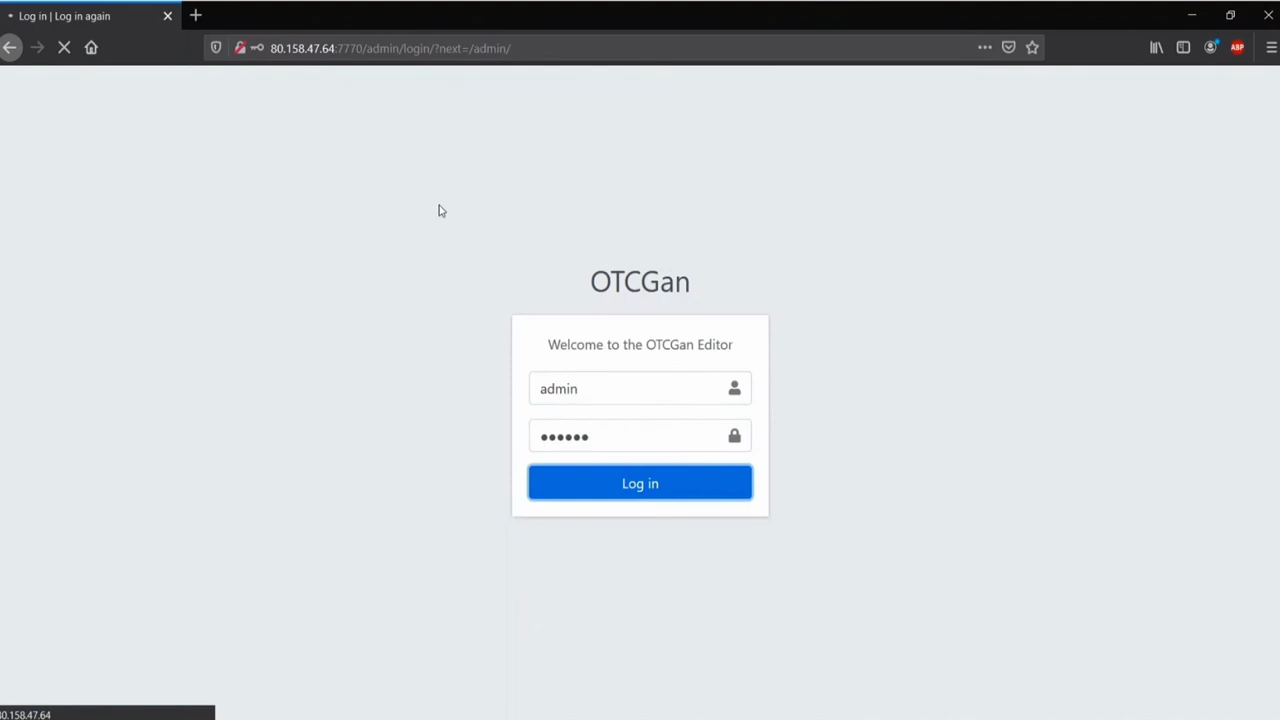 Log in | Log in again
80.158.47.64:7770/admin/login/?next=/admin/
ABP
OTCGan
Welcome to the OTCGan Editor
admin
••••••
Log in
80.158.47.64